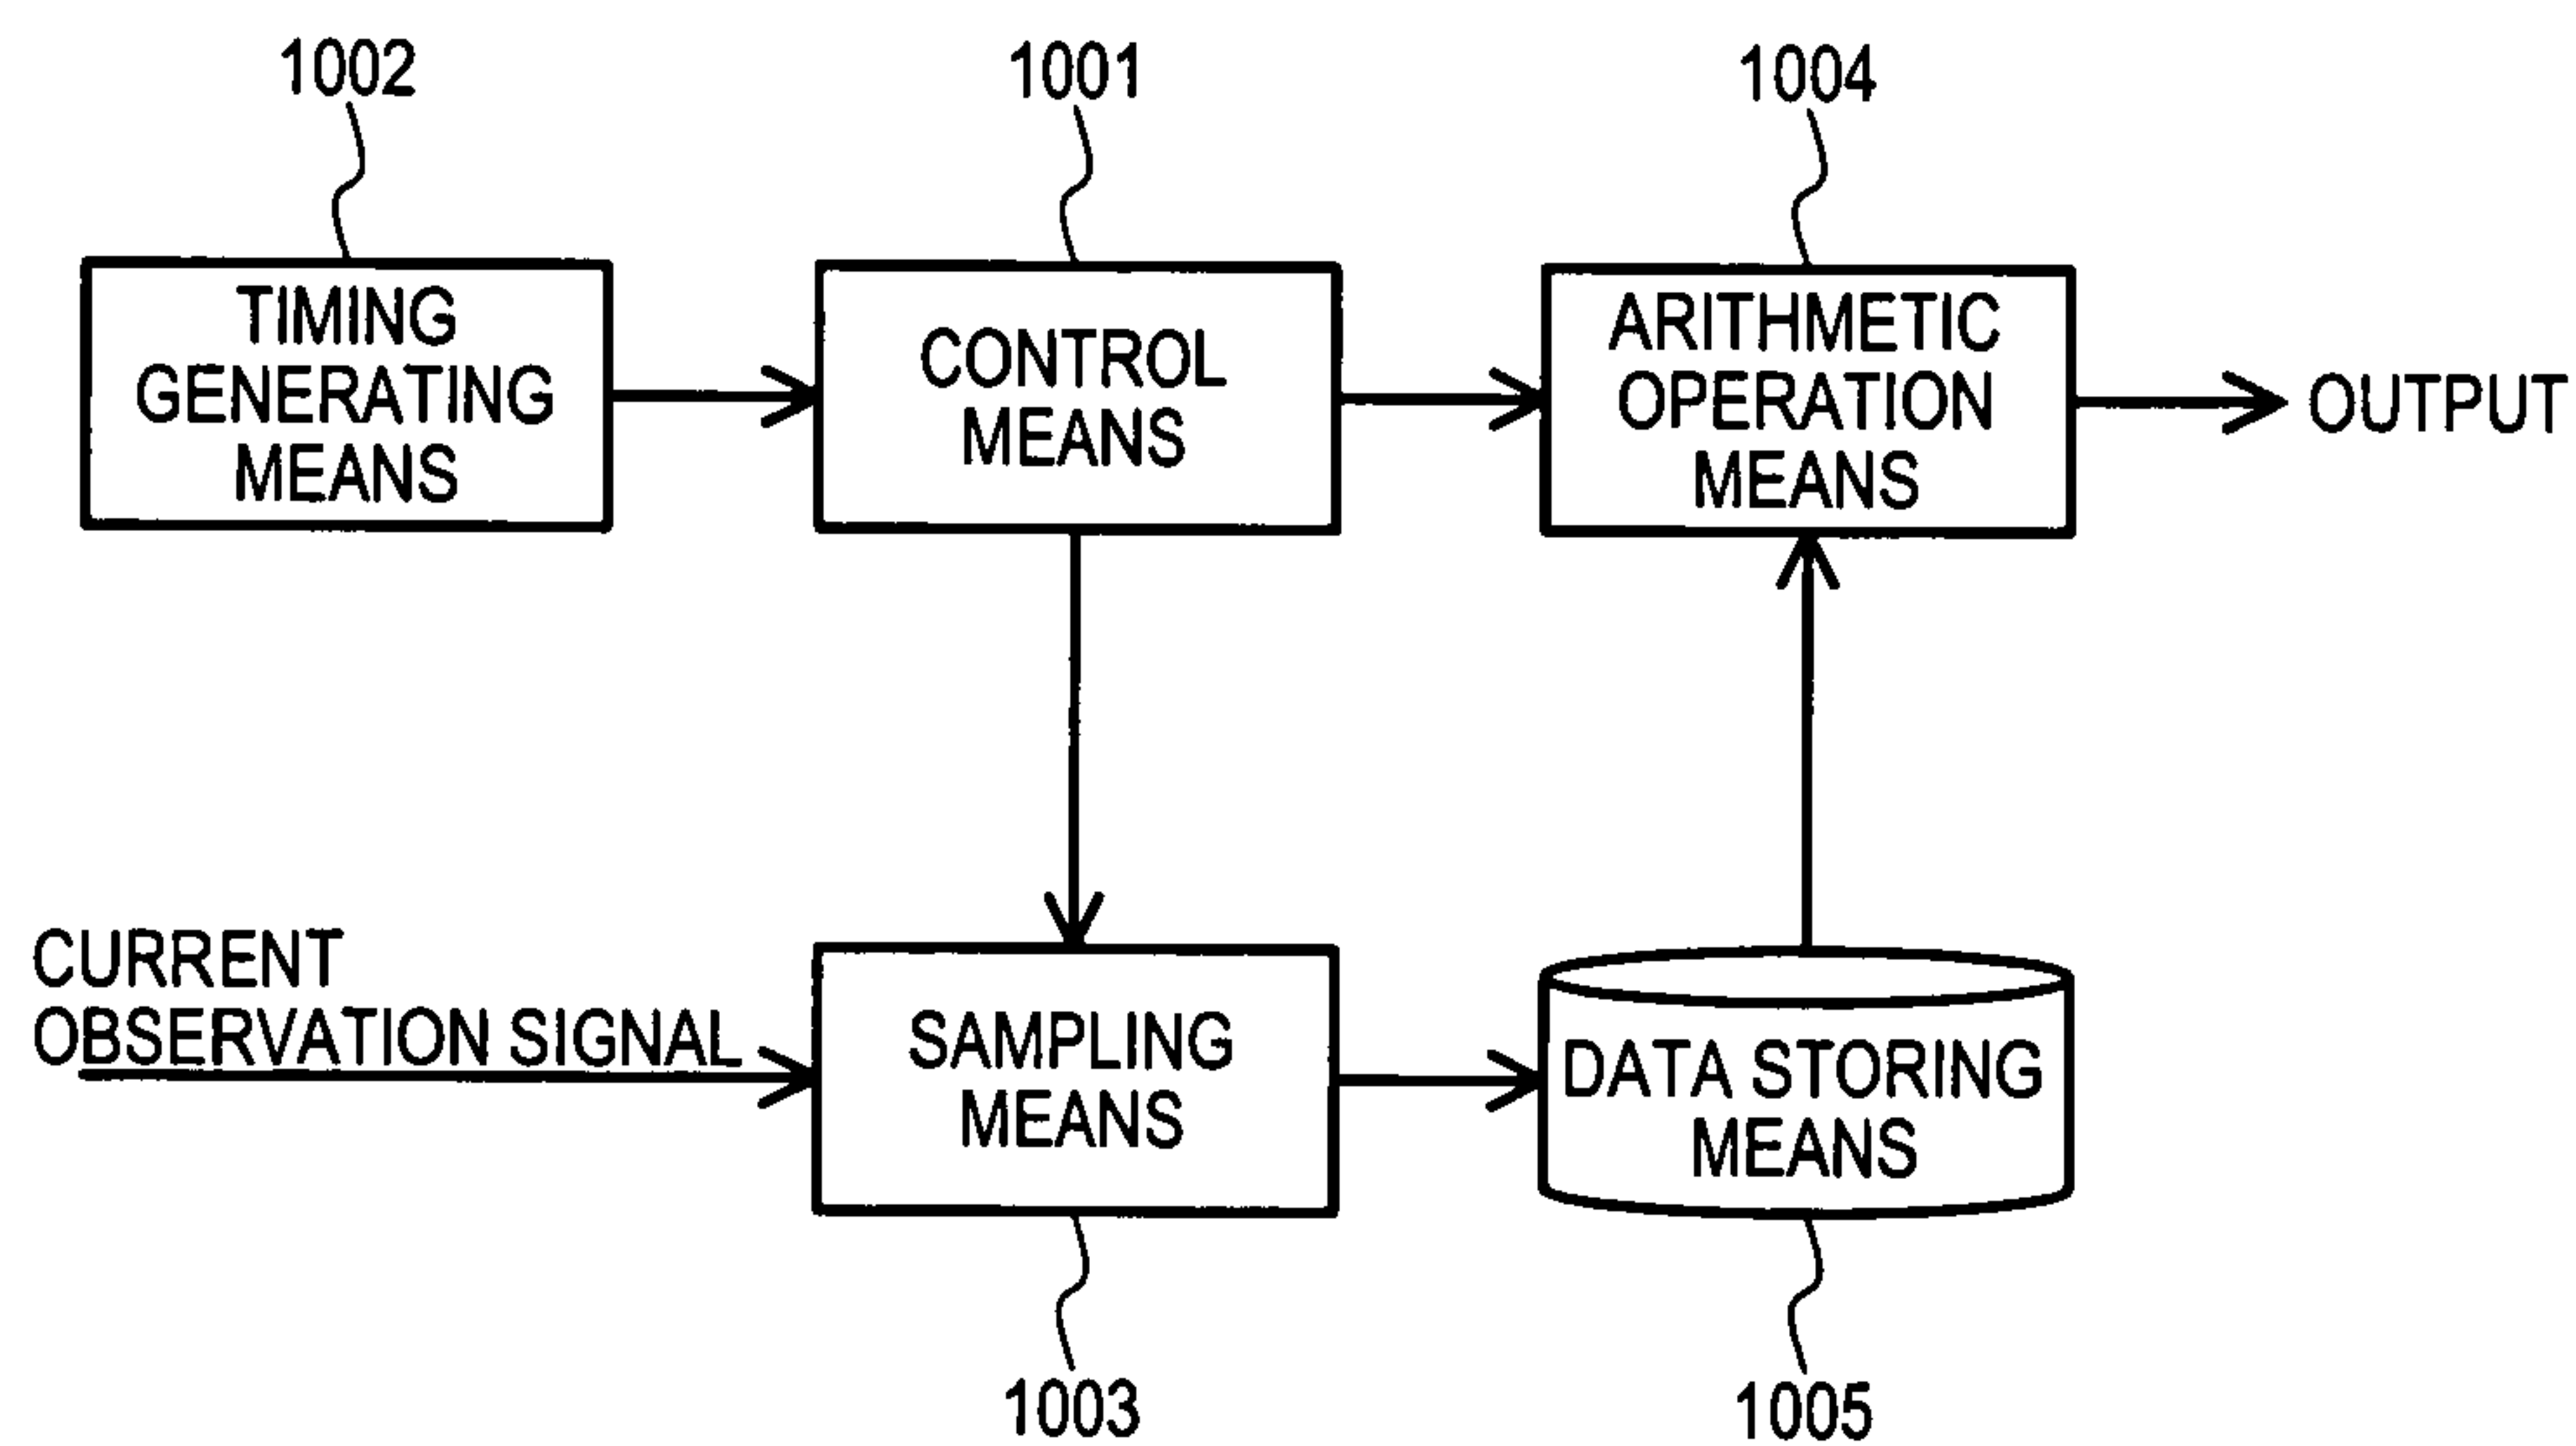 1002
1001
1004
TIMING
GENERATING
MEANS
CONTROL
MEANS
ARITHMETIC
OPERATION
MEANS
OUTPUT
CURRENT
OBSERVATION SIGNAL
SAMPLING
MEANS
DATA STORING
MEANS
1003
1005